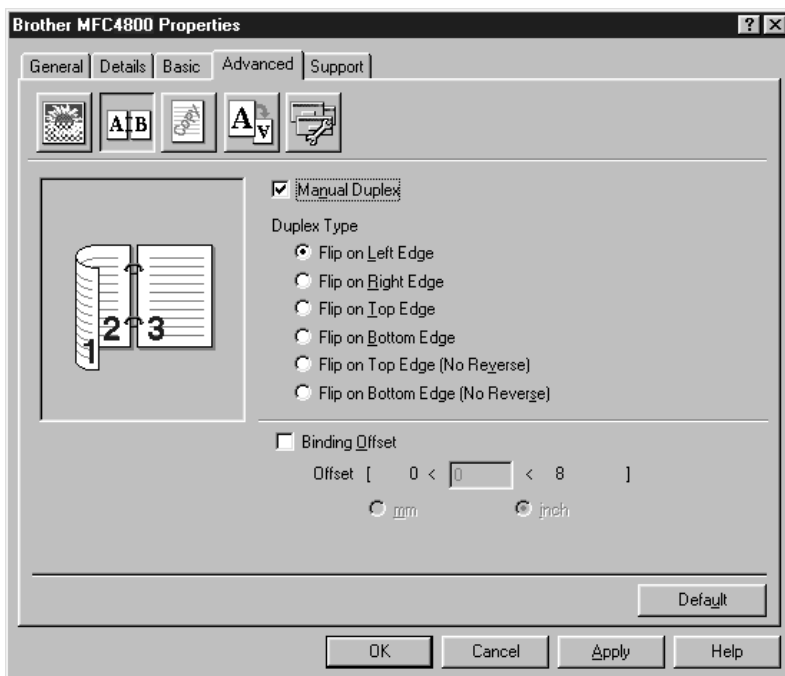 Brother MFC4800 Properties
General Details Basic Advanced Support
A B COPY A A
Manual Duplex
Duplex Type
Flip on Left Edge
Flip on Right Edge
Flip on Top Edge
Flip on Bottom Edge
Flip on Top Edge (No Reverse)
Flip on Bottom Edge (No Reverse)
1 2 3
Binding Offset
Offset [ 0 < 0 < 8 ]
mm inch
Default
OK Cancel Apply Help